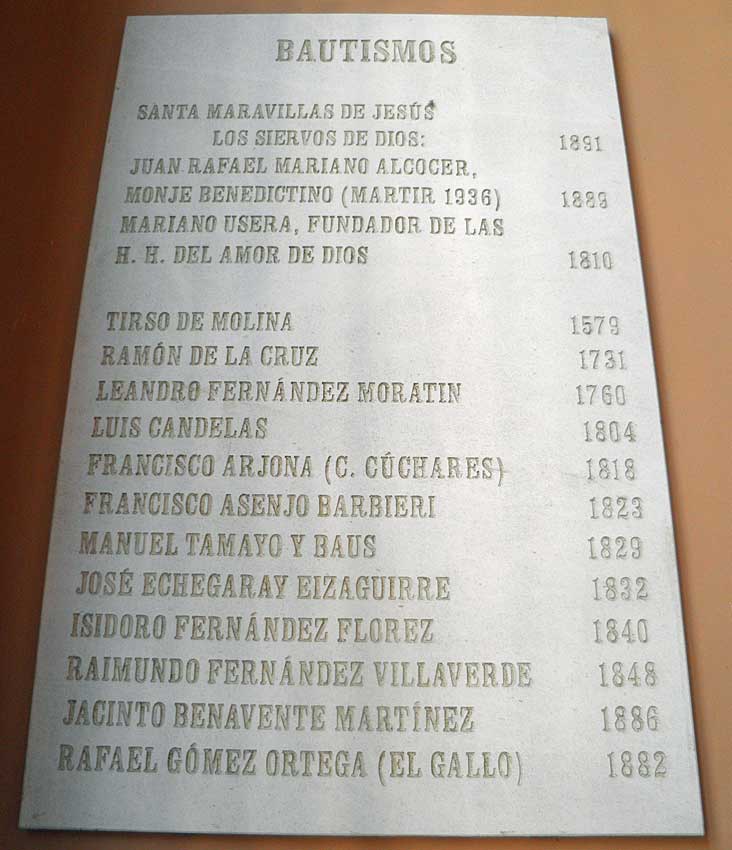 BAUTISMOS
SANTA MARAVILLAS DE JESÚS
LOS SIERVOS DE DIOS: 1891
JUAN RAFAEL MARIANO ALCOCER,
MONJE BENEDICTINO (MARTIR 1936) 1889
MARIANO USERA, FUNDADOR DE LAS
H. H. DEL AMOR DE DIOS 1810
TIRSO DE MOLINA 1579
RAMÓN DE LA CRUZ 1731
LEANDRO FERNÁNDEZ MORATIN 1760
LUIS CANDELAS 1804
FRANCISCO ARJONA (C. CÚCHARES) 1818
FRANCISCO ASENJO BARBIERI 1823
MANUEL TAMAYO Y BAUS 1829
JOSÉ ECHEGARAY EIZAGUIRRE 1832
ISIDORO FERNÁNDEZ FLOREZ 1840
RAIMUNDO FERNÁNDEZ VILLAVERDE 1848
JACINTO BENAVENTE MARTÍNEZ 1886
RAFAEL GÓMEZ ORTEGA (EL GALLO) 1882